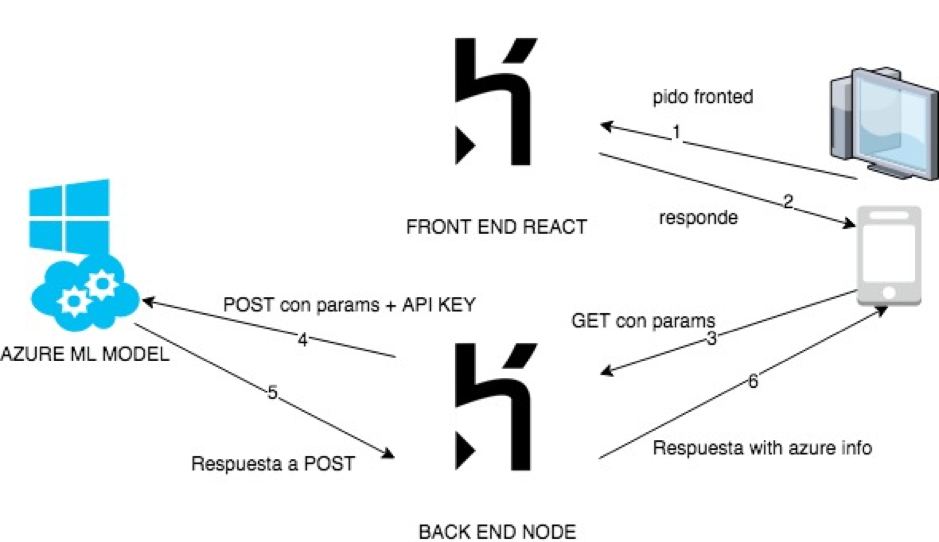 pido fronted
1
2
responde
FRONT END REACT
POST con params + API KEY
GET con params
3
4
AZURE ML MODEL
5
6
Respuesta with azure info
Respuesta a POST
BACK END NODE